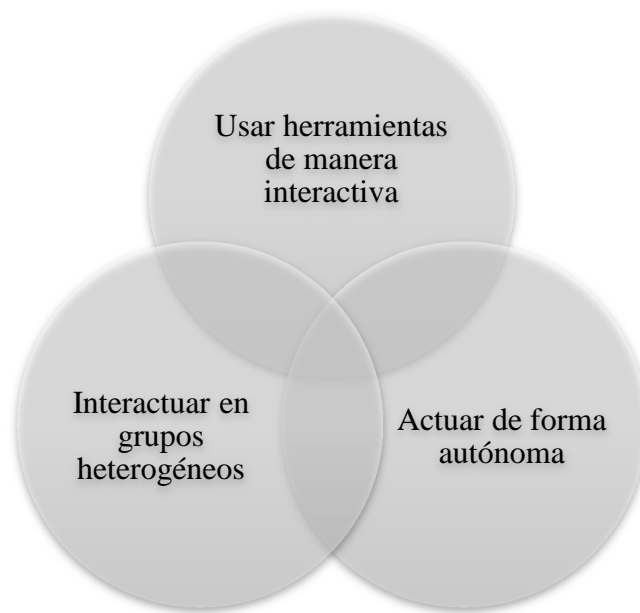 Usar herramientas
de manera
interactiva
Interactuar en
grupos
heterogéneos
Actuar de forma
autónoma